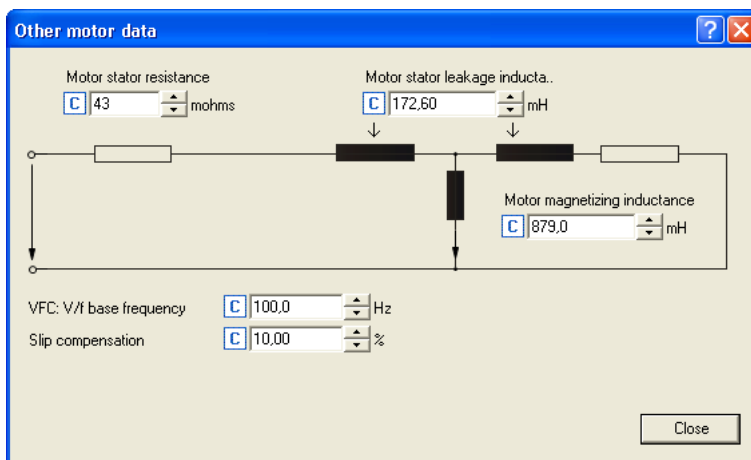 Other motor data
Motor stator resistance
C 43 mohms
Motor stator leakage inducta..
C 172,60 mH
Motor magnetizing inductance
C 879,0 mH
VFC: V/f base frequency C 100,0 Hz
Slip compensation C 10,00 %
Close